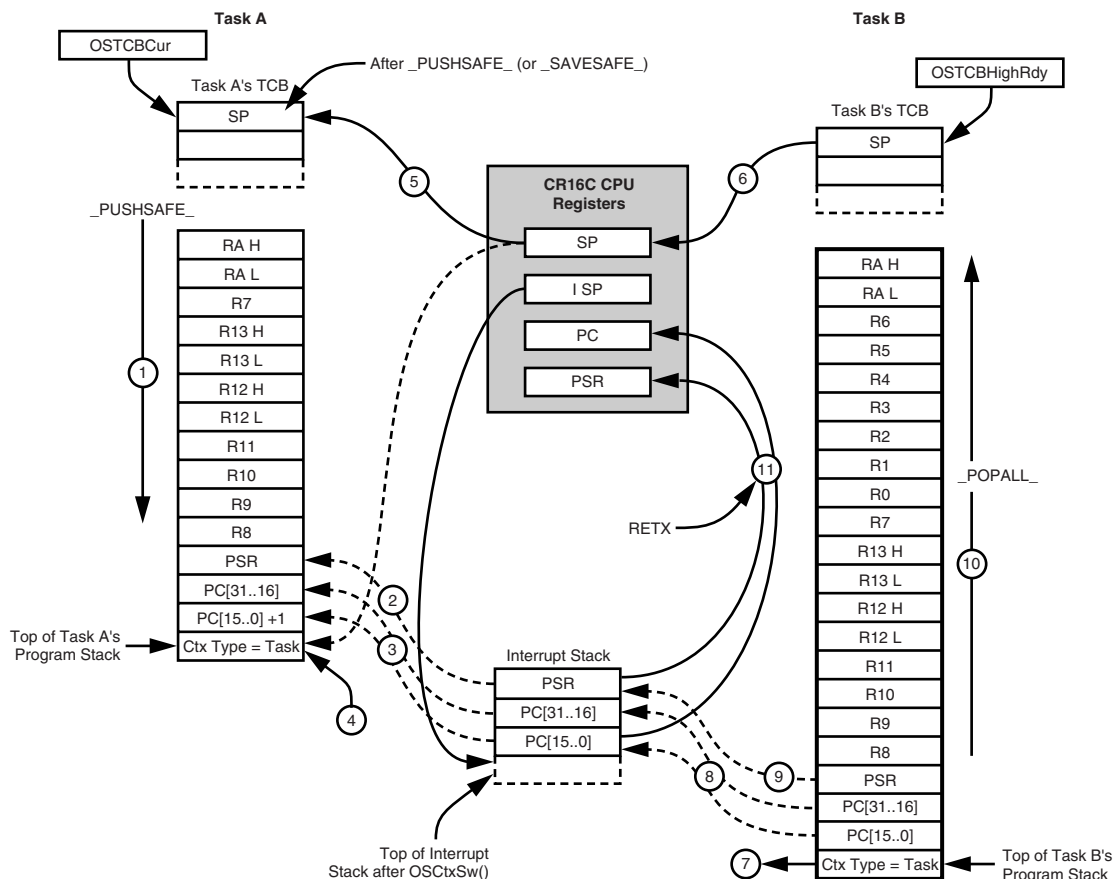 Task A
Task B
OSTCBCur
After _PUSHSAFE_ (or _SAVESAFE_)
OSTCBHighRdy
Task A's TCB
SP
Task B's TCB
SP
5
6
CR16C CPU
Registers
SP
I SP
PC
PSR
_PUSHSAFE_
1
RA H
RA L
R7
R13 H
R13 L
R12 H
R12 L
R11
R10
R9
R8
PSR
PC[31..16]
PC[15..0] +1
Ctx Type = Task
Top of Task A's
Program Stack
2
3
4
11
RETX
Interrupt Stack
PSR
PC[31..16]
PC[15..0]
Top of Interrupt
Stack after OSCtxSw()
8
9
7
RA H
RA L
R6
R5
R4
R3
R2
R1
R0
R7
R13 H
R13 L
R12 H
R12 L
R11
R10
R9
R8
PSR
PC[31..16]
PC[15..0]
Ctx Type = Task
_POPALL_
10
Top of Task B's
Program Stack